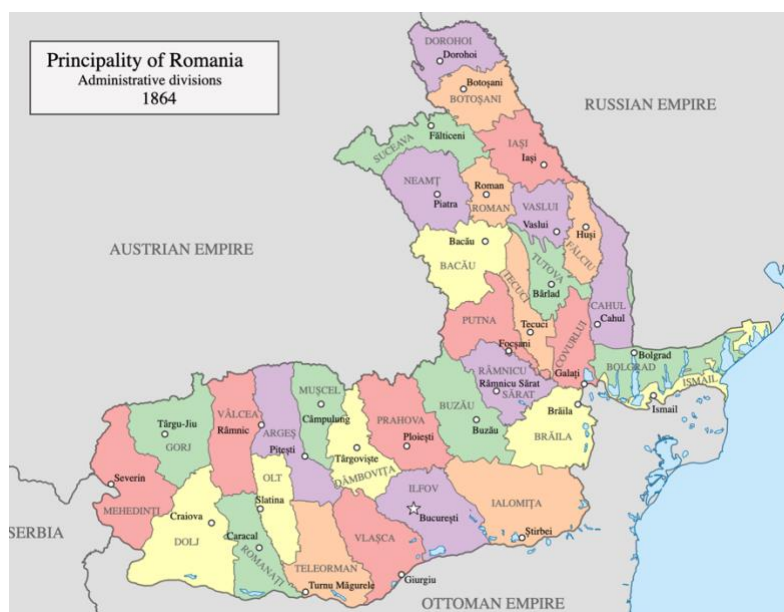 Principality of Romania
Administrative divisions
1864
DOROHOI
Dorohoi
Botoșani
BOTOȘANI
RUSSIAN EMPIRE
Fălticeni
SUCEAVA
IAȘI
Iași
NEAMȚ
Piatra
Roman
ROMAN
VASLUI
Vaslui
Huși
FĂLCIU
AUSTRIAN EMPIRE
Bacău
BACĂU
TECUCI
TUTOVA
Bârlad
CAHUL
Cahul
PUTNA
Tecuci
Focșani
COVURLUI
Bolgrad
BOLGRAD
RÂMNICU
Râmnicu Sărat
SĂRAT
Galați
ISMAIL
Ismail
MUȘCEL
Câmpulung
VÂLCEA
Râmnic
Târgu-Jiu
GORJ
ARGEȘ
Pitești
PRAHOVA
Ploiești
BUZĂU
Buzău
Brăila
BRĂILA
Târgoviște
DÂMBOVIȚA
Severin
MEHEDINȚI
OLT
Slatina
ILFOV
București
IALOMIȚA
Știrbei
Craiova
DOLJ
Caracal
ROMANAȚI
VLAȘCA
TELEORMAN
Turnu Măgurele
Giurgiu
SERBIA
OTTOMAN EMPIRE